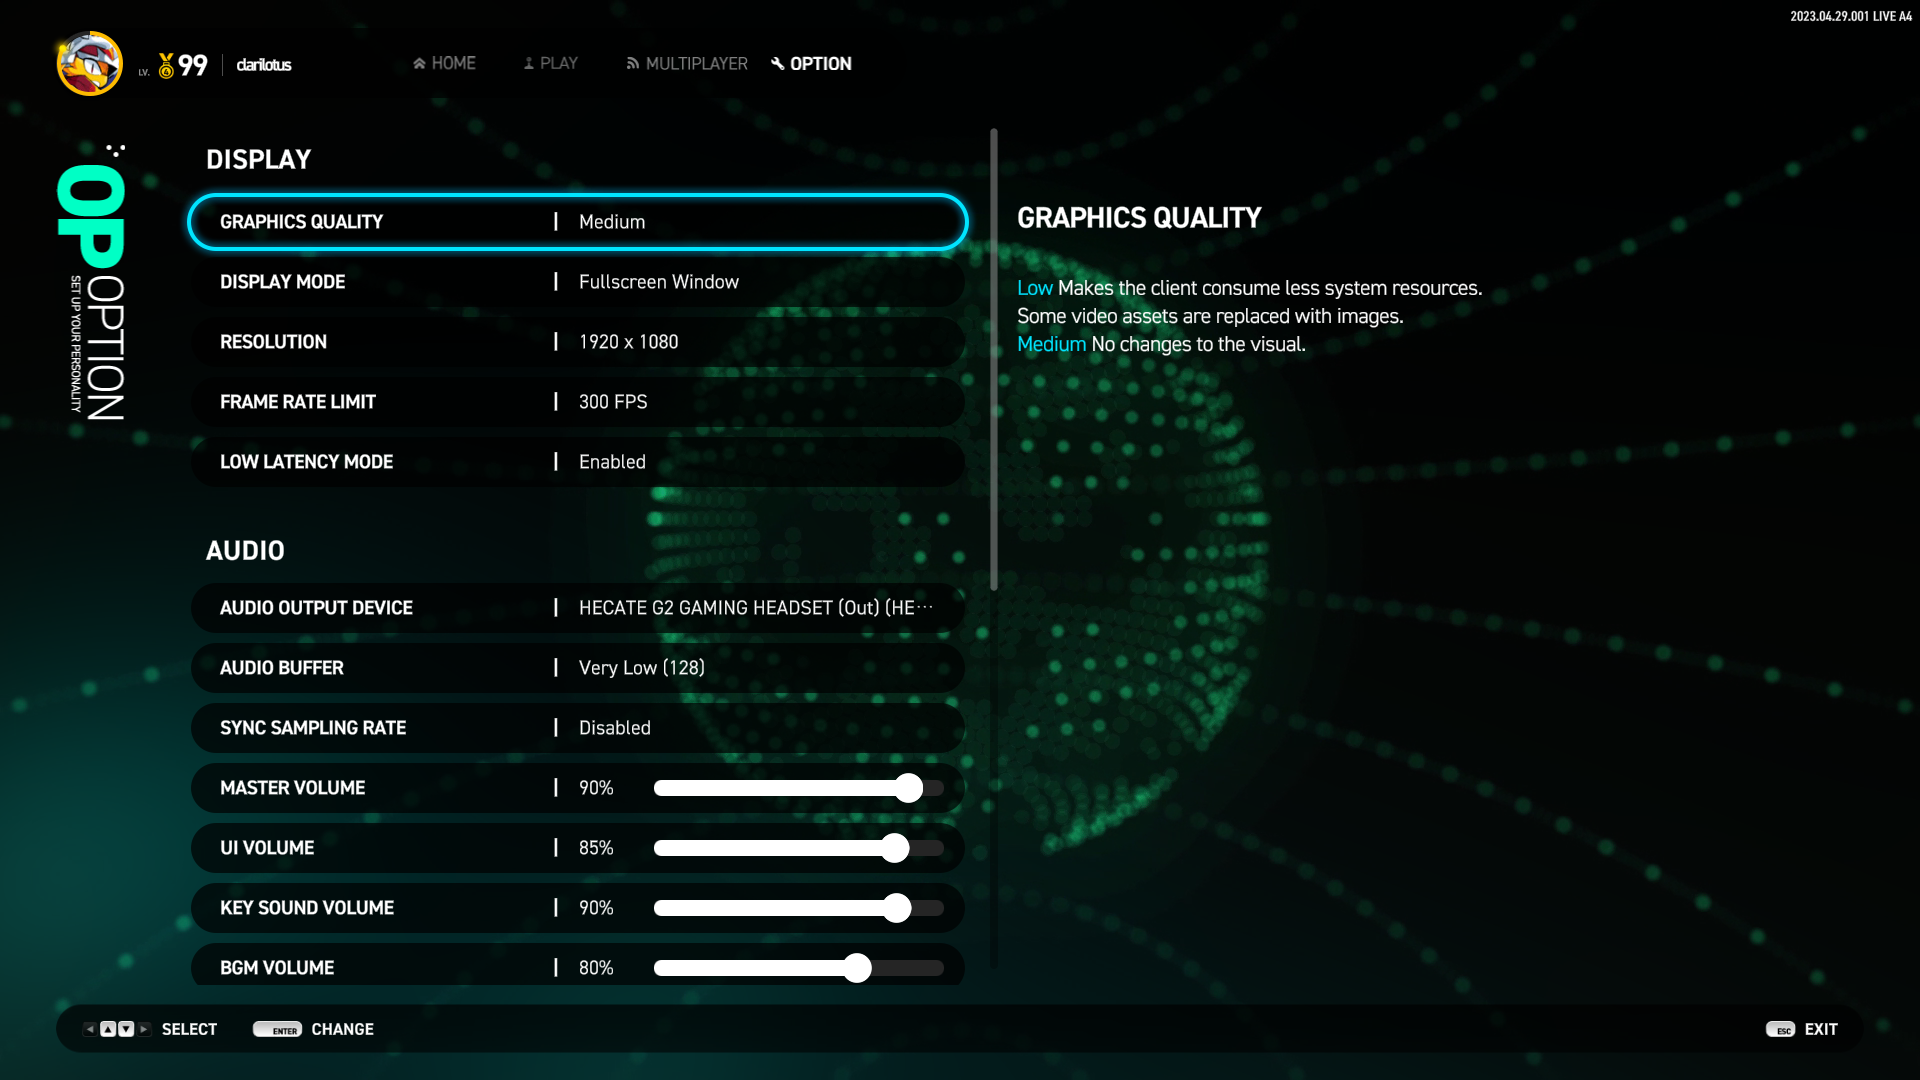 2023.04.29.001 LIVE A4
LV. 99 clarilotus
HOME PLAY MULTIPLAYER OPTION
OP
OPTION
SET UP YOUR PERSONALITY
DISPLAY
GRAPHICS QUALITY | Medium
DISPLAY MODE | Fullscreen Window
RESOLUTION | 1920 x 1080
FRAME RATE LIMIT | 300 FPS
LOW LATENCY MODE | Enabled
AUDIO
AUDIO OUTPUT DEVICE | HECATE G2 GAMING HEADSET (Out) (HE···
AUDIO BUFFER | Very Low (128)
SYNC SAMPLING RATE | Disabled
MASTER VOLUME | 90%
UI VOLUME | 85%
KEY SOUND VOLUME | 90%
BGM VOLUME | 80%
GRAPHICS QUALITY
Low Makes the client consume less system resources.
Some video assets are replaced with images.
Medium No changes to the visual.
SELECT ENTER CHANGE
ESC EXIT